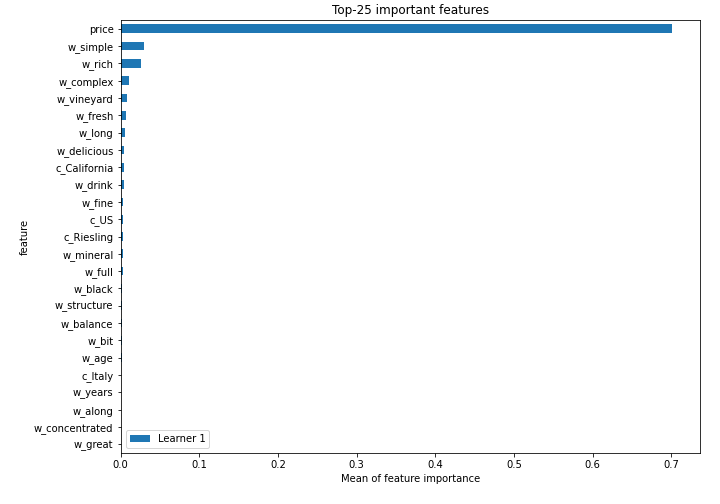 Top-25 important features
price
w_simple
w_rich
w_complex
w_vineyard
w_fresh
w_long
w_delicious
c_California
w_drink
w_fine
c_US
c_Riesling
w_mineral
w_full
w_black
w_structure
w_balance
w_bit
w_age
c_Italy
w_years
w_along
w_concentrated
w_great
feature
Learner 1
0.0 0.1 0.2 0.3 0.4 0.5 0.6 0.7
Mean of feature importance